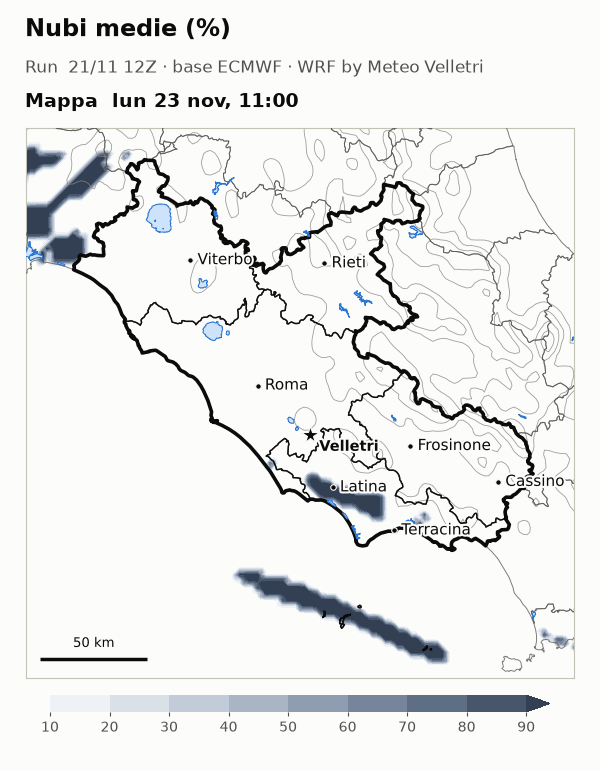 Nubi medie (%)
Run  21/11 12Z · base ECMWF · WRF by Meteo Velletri
Mappa  lun 23 nov, 11:00
Viterbo
Rieti
Roma
Velletri
Frosinone
Latina
Cassino
Terracina
50 km
10 20 30 40 50 60 70 80 90